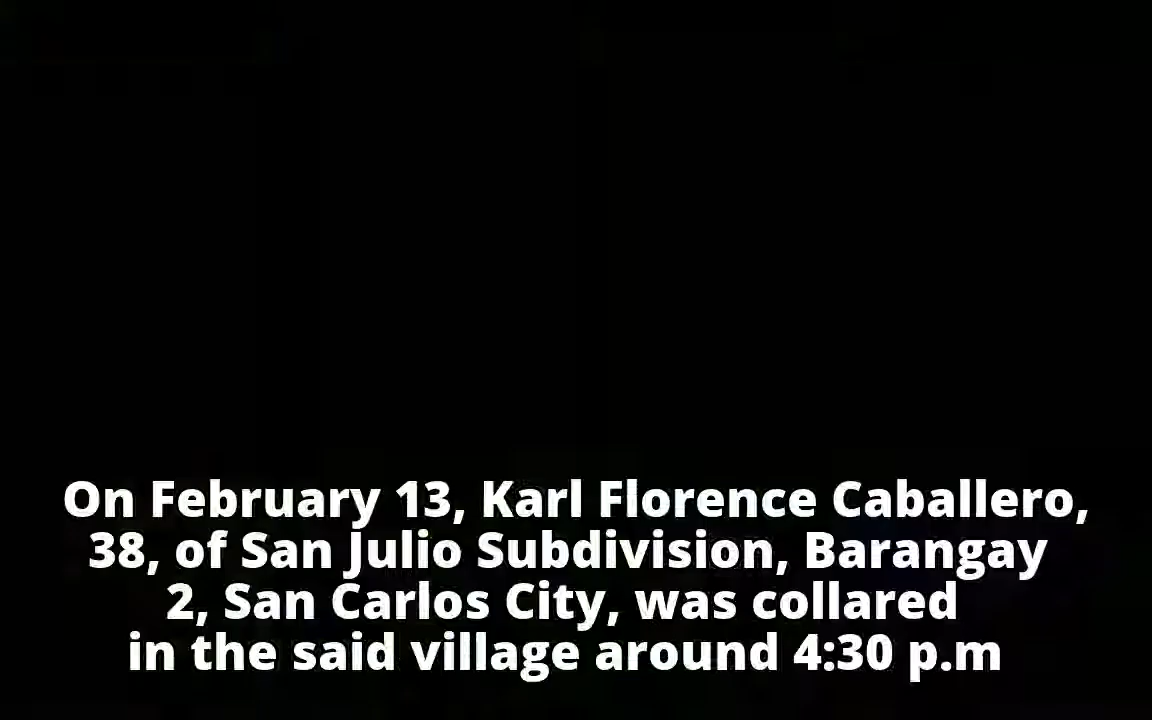 On February 13, Karl Florence Caballero,
38, of San Julio Subdivision, Barangay
2, San Carlos City, was collared
in the said village around 4:30 p.m